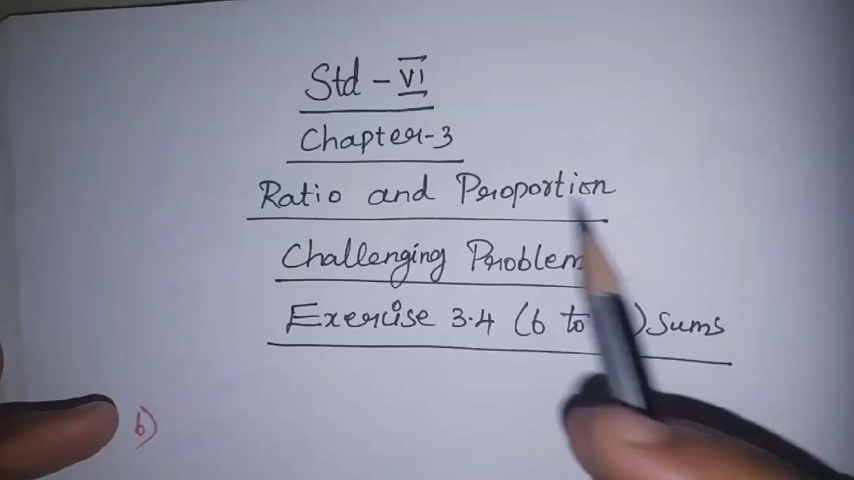 Std - VI
Chapter-3
Ratio and Proportion
Challenging Problem
Exercise 3.4 (6 to ) Sums
6)